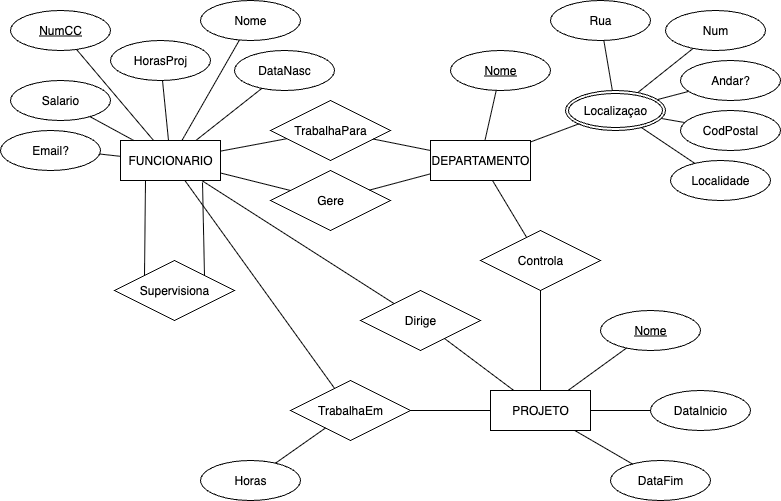 NumCC
Nome
Rua
Num
HorasProj
DataNasc
Nome
Andar?
Salario
Localizaçao
TrabalhaPara
CodPostal
Email?
FUNCIONARIO
DEPARTAMENTO
Localidade
Gere
Controla
Supervisiona
Dirige
Nome
TrabalhaEm
PROJETO
DataInicio
Horas
DataFim